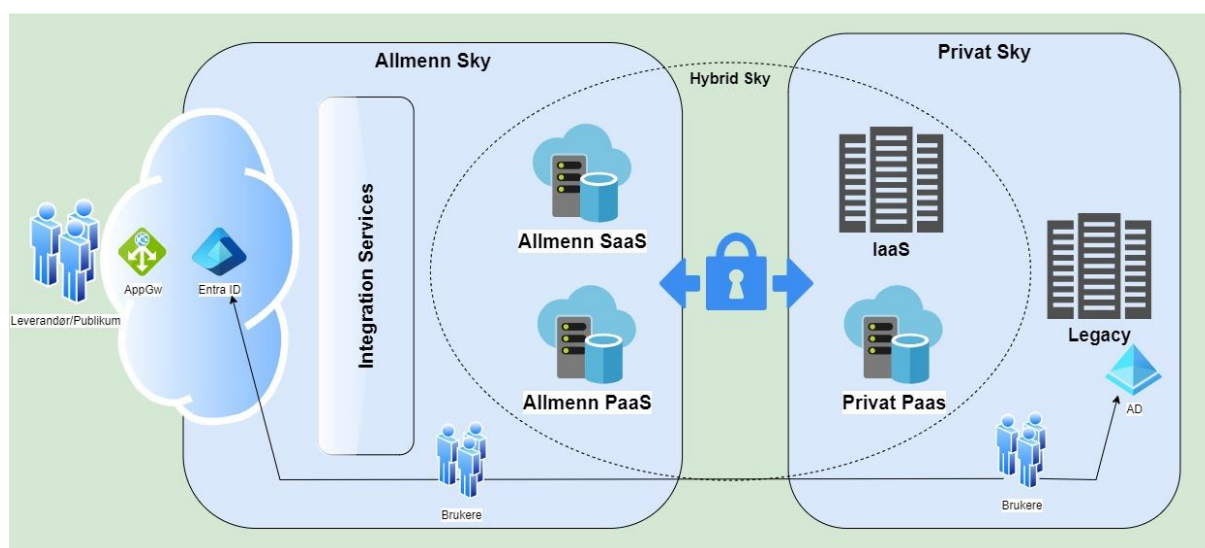 Allmenn Sky
Privat Sky
Hybrid Sky
Integration Services
Allmenn SaaS
IaaS
AppGw
Entra ID
Leverandør/Publikum
Legacy
Allmenn PaaS
Privat Paas
AD
Brukere
Brukere